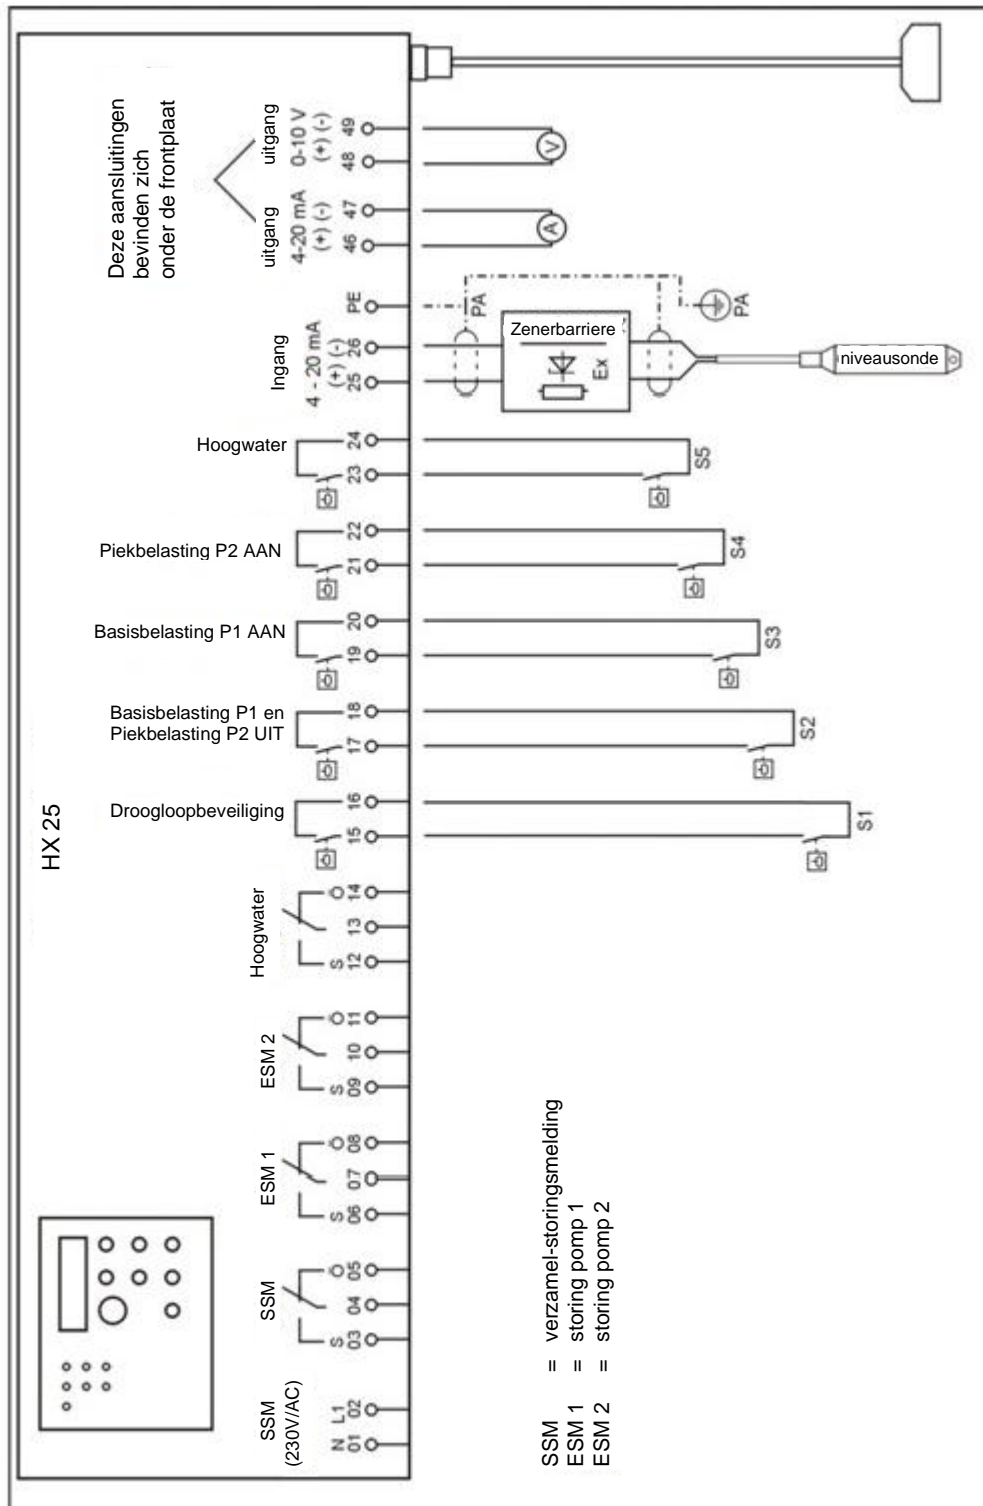 HX 25
SSM
(230V/AC)
N L1
01 02
SSM
S O
03 04 05
ESM 1
S O
06 07 08
ESM 2
S O
09 10 11
Hoogwater
S O
12 13 14
Droogloopbeveiliging
15 16
S1
Basisbelasting P1 en
Piekbelasting P2 UIT
17 18
S2
Basisbelasting P1 AAN
19 20
S3
Piekbelasting P2 AAN
21 22
S4
Hoogwater
23 24
S5
Ingang
4 - 20 mA
(+) (-)
25 26
PE
PA
Zenerbarriere
Ex
PA
niveausonde
Deze aansluitingen
bevinden zich
onder de frontplaat
uitgang
4-20 mA
(+) (-)
46 47
A
uitgang
0-10 V
(+) (-)
48 49
V
SSM = verzamel-storingsmelding
ESM 1 = storing pomp 1
ESM 2 = storing pomp 2